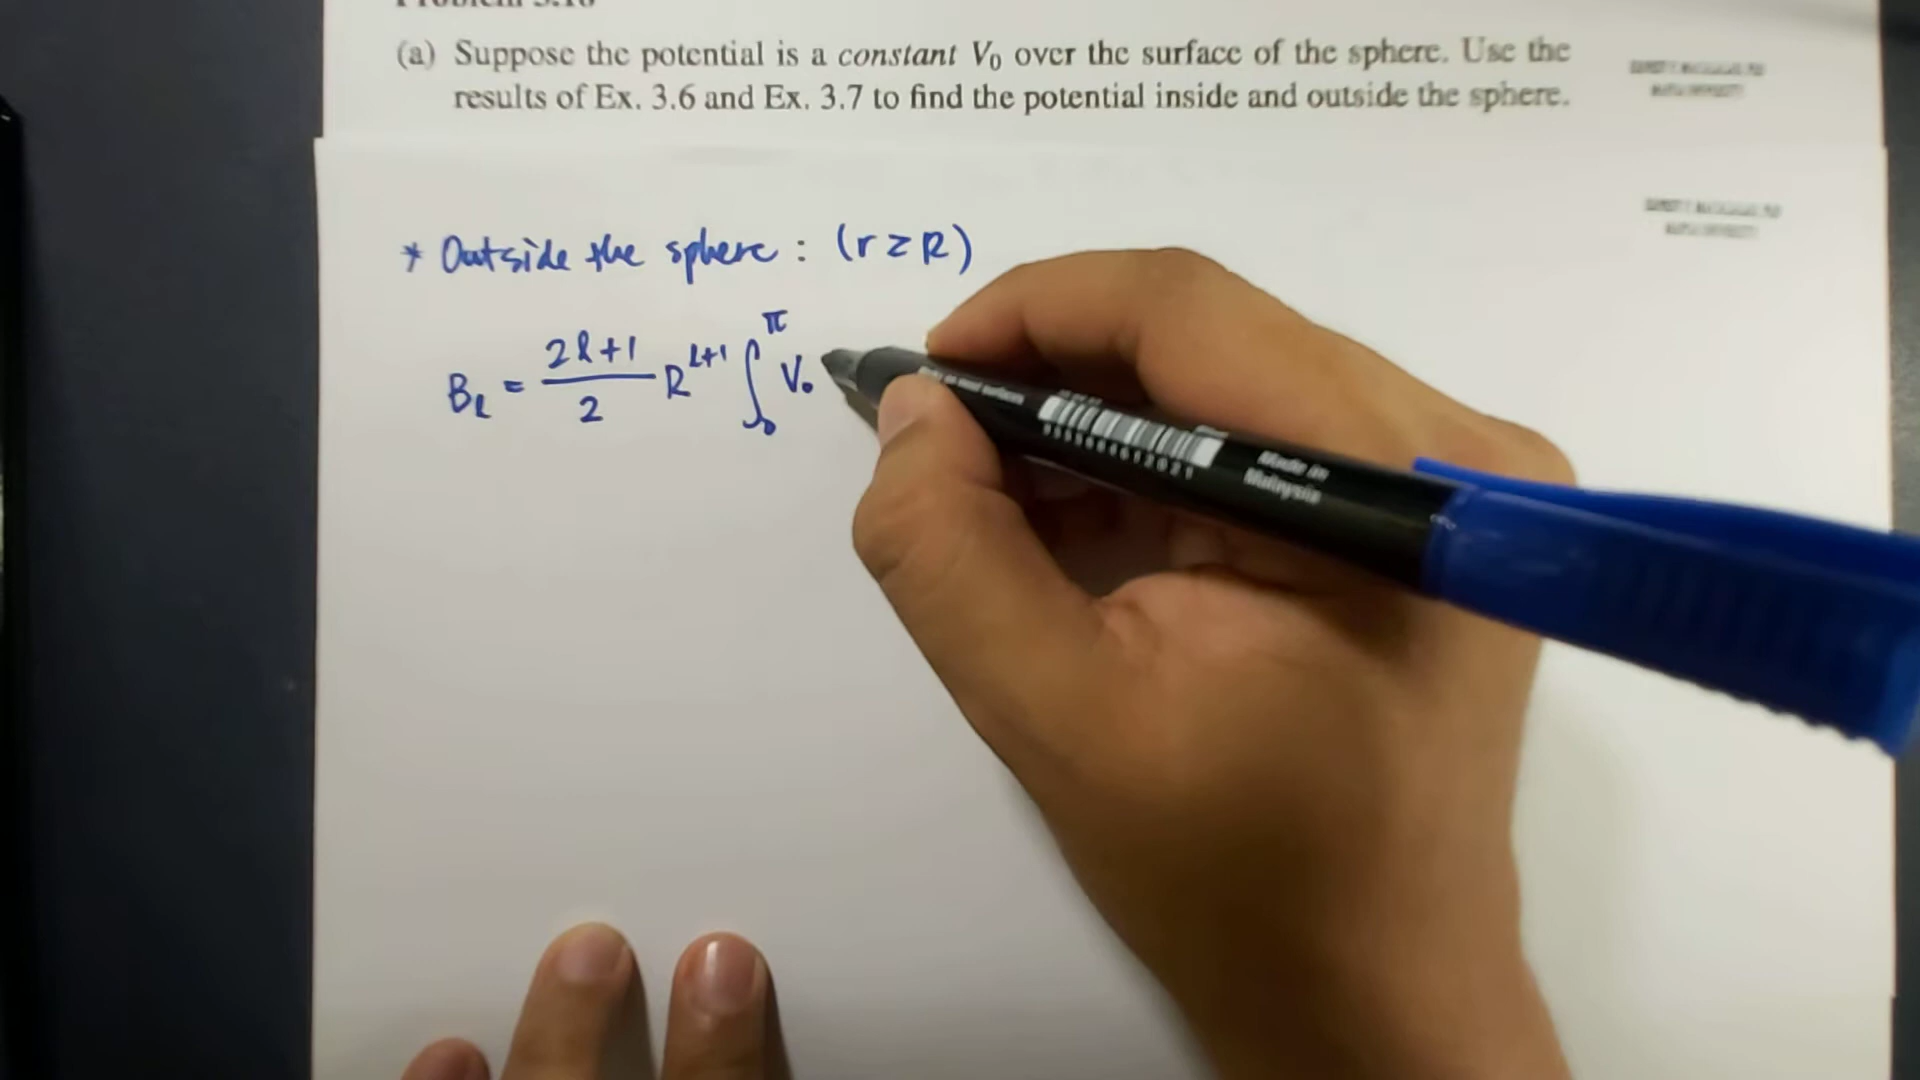 (a) Suppose the potential is a constant V₀ over the surface of the sphere. Use the
results of Ex. 3.6 and Ex. 3.7 to find the potential inside and outside the sphere.
* Outside the sphere : (r ≥ R)
Bₗ = (2l+1)/2 R^(l+1) ∫₀^π V₀
Made in
Malaysia